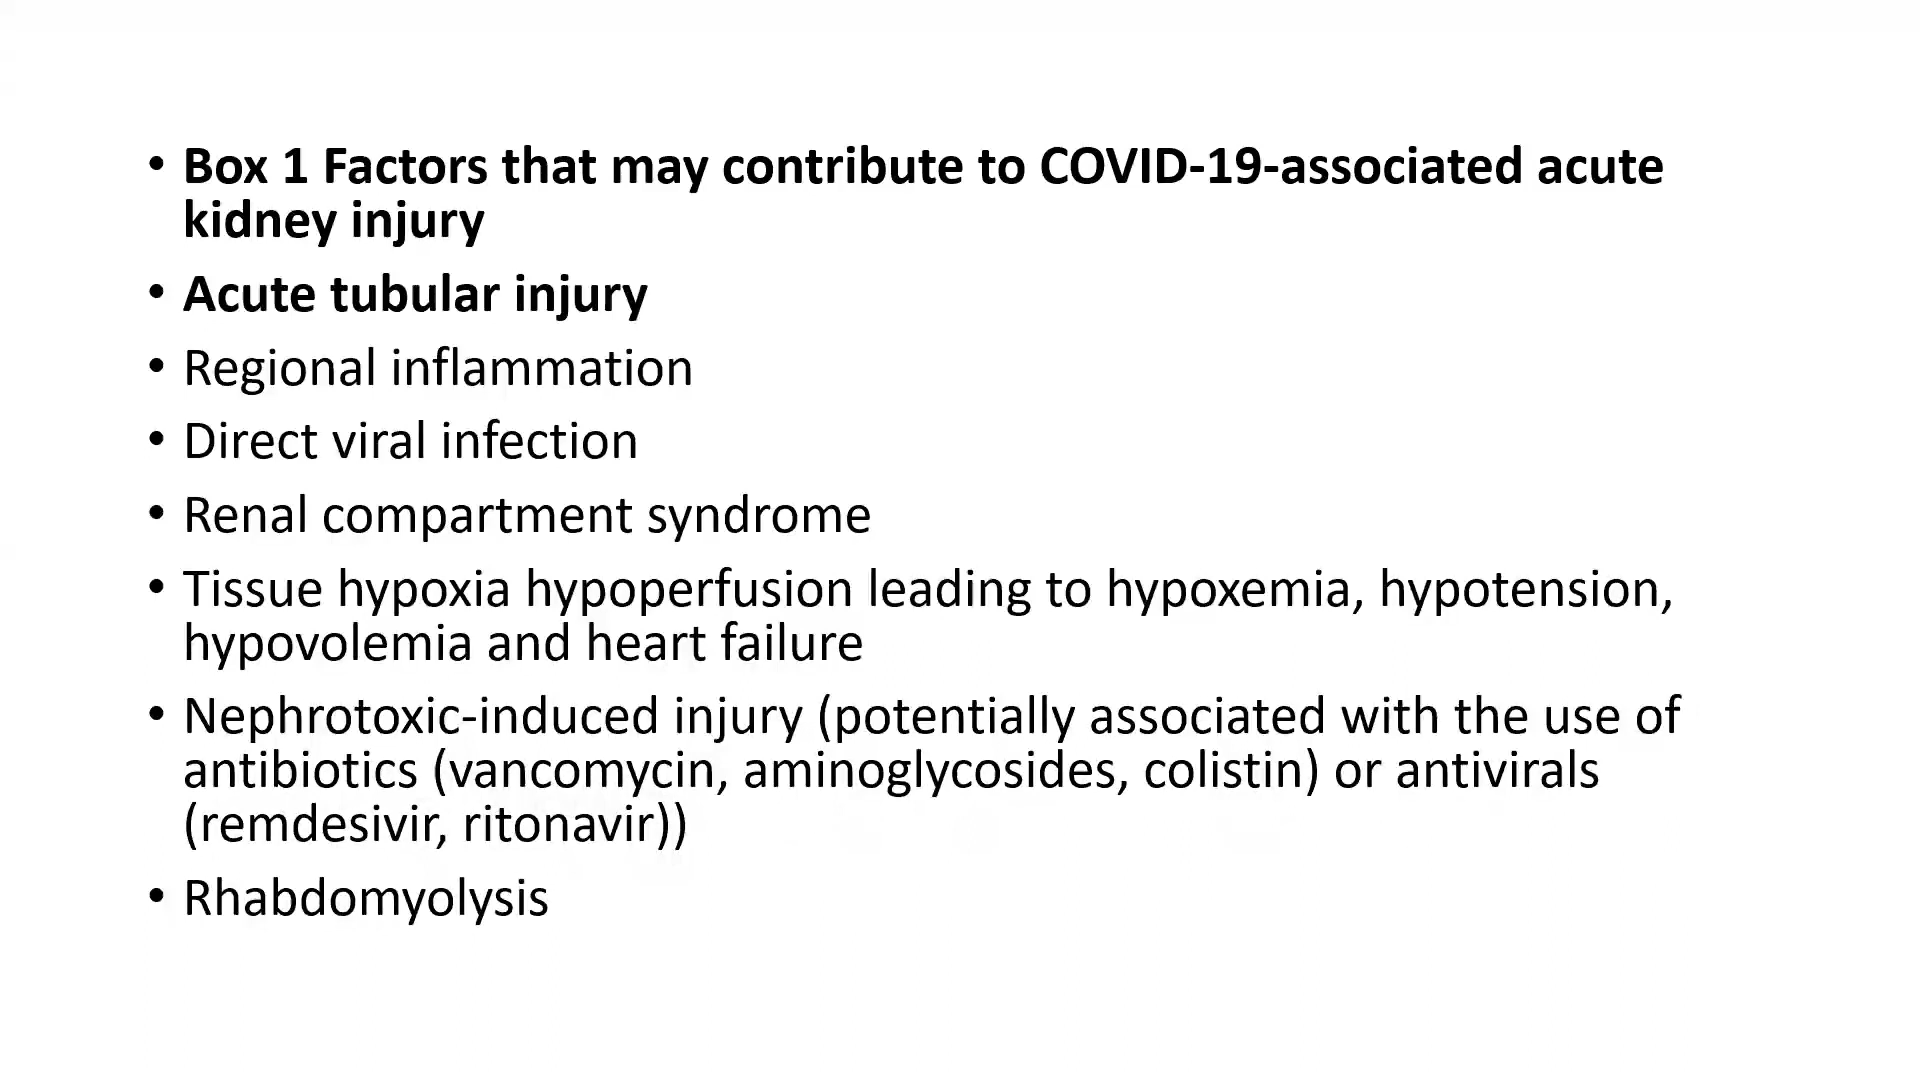 • Box 1 Factors that may contribute to COVID-19-associated acute
kidney injury
• Acute tubular injury
• Regional inflammation
• Direct viral infection
• Renal compartment syndrome
• Tissue hypoxia hypoperfusion leading to hypoxemia, hypotension,
hypovolemia and heart failure
• Nephrotoxic-induced injury (potentially associated with the use of
antibiotics (vancomycin, aminoglycosides, colistin) or antivirals
(remdesivir, ritonavir))
• Rhabdomyolysis